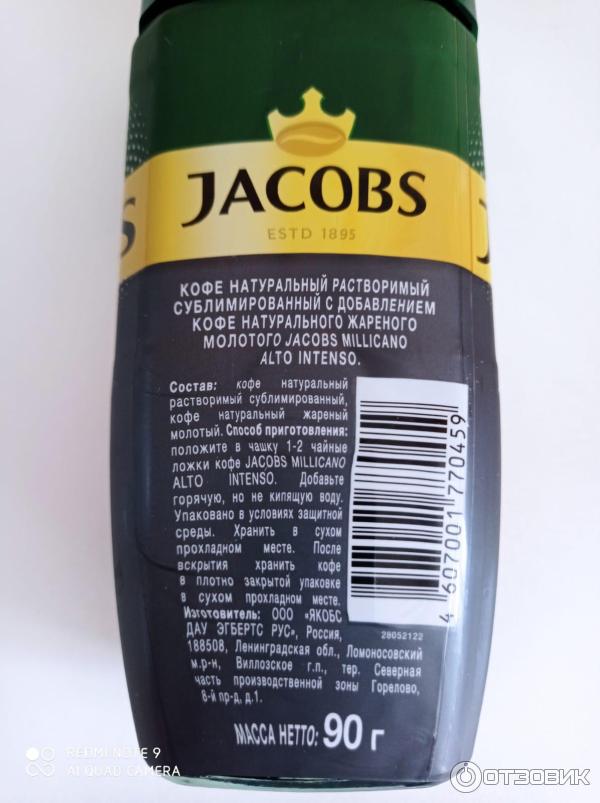 JACOBS
ESTD 1895
КОФЕ НАТУРАЛЬНЫЙ РАСТВОРИМЫЙ
СУБЛИМИРОВАННЫЙ С ДОБАВЛЕНИЕМ
КОФЕ НАТУРАЛЬНОГО ЖАРЕНОГО
МОЛОТОГО JACOBS MILLICANO
ALTO INTENSO.
Состав: кофе натуральный
растворимый сублимированный,
кофе натуральный жареный
молотый. Способ приготовления:
положите в чашку 1-2 чайные
ложки кофе JACOBS MILLICANO
ALTO INTENSO. Добавьте
горячую, но не кипящую воду.
Упаковано в условиях защитной
среды. Хранить в сухом
прохладном месте. После
вскрытия хранить кофе
в плотно закрытой упаковке
в сухом прохладном месте.
Изготовитель: ООО «ЯКОБС
ДАУ ЭГБЕРТС РУС», Россия,
188508, Ленинградская обл., Ломоносовский
м.р-н, Виллозское г.п., тер. Северная
часть производственной зоны Горелово,
6-й пр-д, д.1.
28052122
4 607001 770459
МАССА НЕТТО: 90 г
S
J
REDMI NOTE 9
AI QUAD CAMERA
ОТЗОВИК